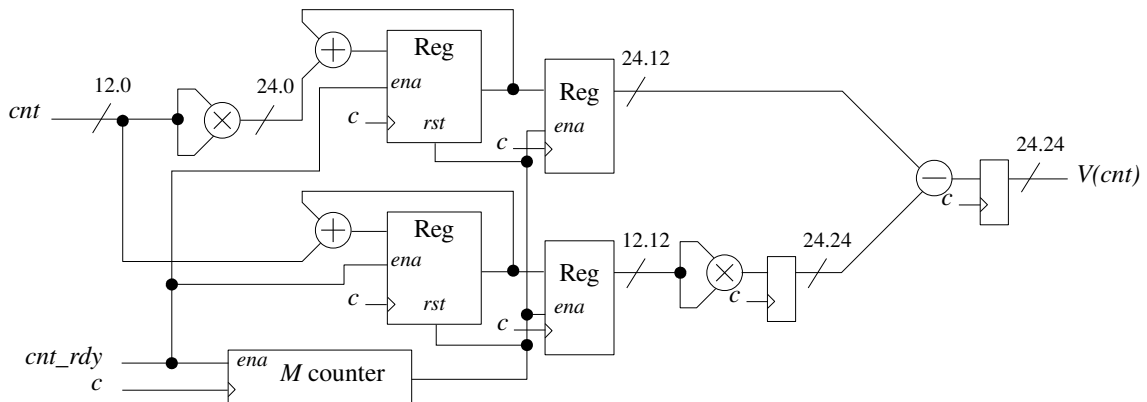 Reg
24.12
12.0
24.0
ena
Reg
cnt
c
rst
ena
c
24.24
V(cnt)
c
Reg
12.12
24.24
ena
Reg
c
rst
ena
c
c
cnt_rdy
ena
M counter
c